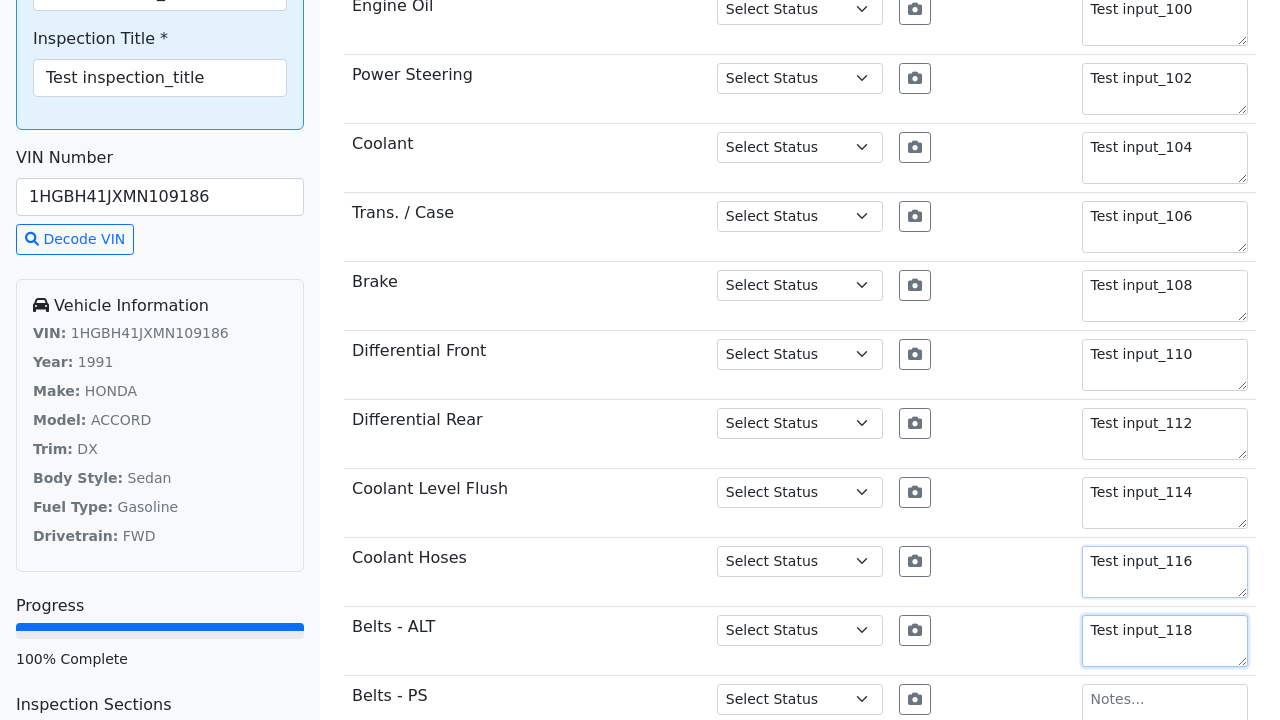 Inspection Title *
Test inspection_title
VIN Number
1HGBH41JXMN109186
Decode VIN
Vehicle Information
VIN: 1HGBH41JXMN109186
Year: 1991
Make: HONDA
Model: ACCORD
Trim: DX
Body Style: Sedan
Fuel Type: Gasoline
Drivetrain: FWD
Progress
100% Complete
Inspection Sections
Engine Oil Select Status Test input_100
Power Steering Select Status Test input_102
Coolant Select Status Test input_104
Trans. / Case Select Status Test input_106
Brake Select Status Test input_108
Differential Front Select Status Test input_110
Differential Rear Select Status Test input_112
Coolant Level Flush Select Status Test input_114
Coolant Hoses Select Status Test input_116
Belts - ALT Select Status Test input_118
Belts - PS Select Status Notes...